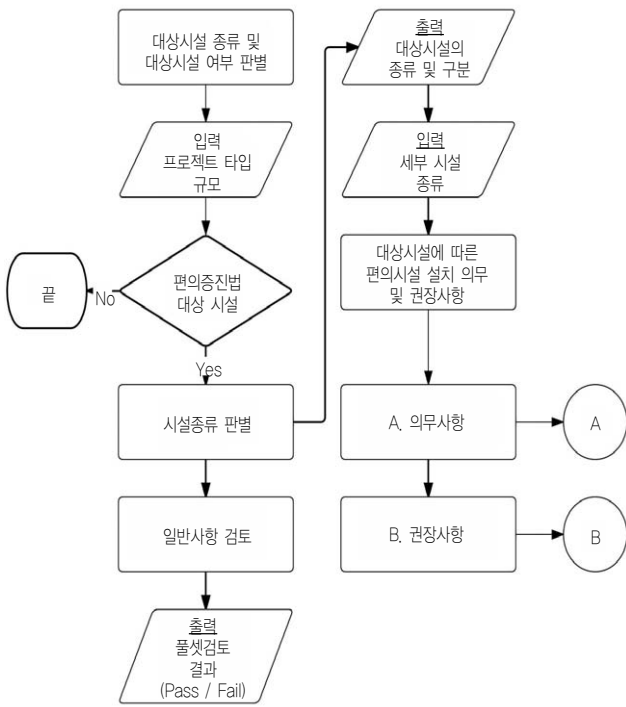 대상시설 종류 및
대상시설 여부 판별
입력
프로젝트 타입
규모
편의증진법
대상 시설
끝
No
Yes
시설종류 판별
일반사항 검토
출력
풀셋검토
결과
(Pass / Fail)
출력
대상시설의
종류 및 구분
입력
세부 시설
종류
대상시설에 따른
편의시설 설치 의무
및 권장사항
A. 의무사항
A
B. 권장사항
B